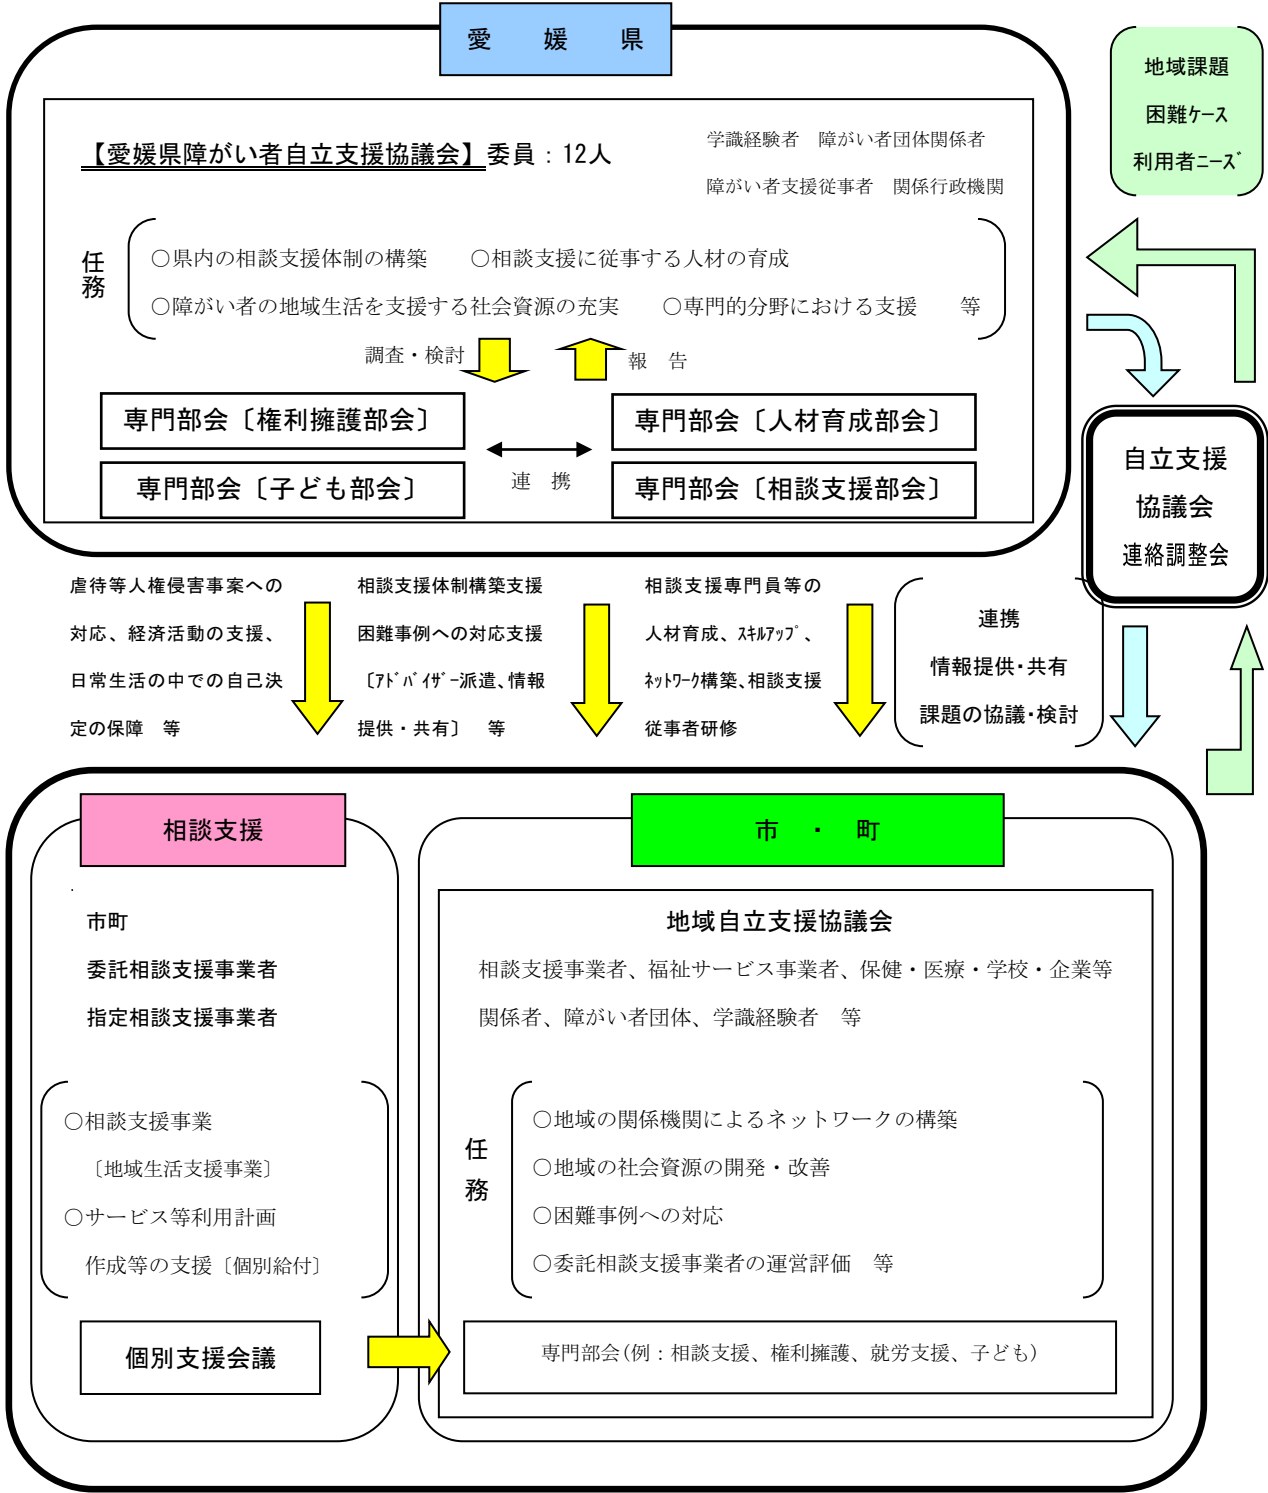 愛　媛　県
地域課題
困難ｹｰｽ
利用者ﾆｰｽﾞ
【愛媛県障がい者自立支援協議会】委員：12人
学識経験者　障がい者団体関係者
障がい者支援従事者　関係行政機関
任務
○県内の相談支援体制の構築　○相談支援に従事する人材の育成
○障がい者の地域生活を支援する社会資源の充実　○専門的分野における支援　等
調査・検討
報　告
専門部会〔権利擁護部会〕
専門部会〔人材育成部会〕
連　携
専門部会〔子ども部会〕
専門部会〔相談支援部会〕
自立支援
協議会
連絡調整会
虐待等人権侵害事案への
対応、経済活動の支援、
日常生活の中での自己決
定の保障　等
相談支援体制構築支援
困難事例への対応支援
〔ｱﾄﾞﾊﾞｲｻﾞｰ派遣、情報
提供・共有〕　等
相談支援専門員等の
人材育成、ｽｷﾙｱｯﾌﾟ、
ﾈｯﾄﾜｰｸ構築、相談支援
従事者研修
連携
情報提供・共有
課題の協議・検討
相談支援
市町
委託相談支援事業者
指定相談支援事業者
○相談支援事業
〔地域生活支援事業〕
○サービス等利用計画
作成等の支援〔個別給付〕
個別支援会議
市　・　町
地域自立支援協議会
相談支援事業者、福祉サービス事業者、保健・医療・学校・企業等
関係者、障がい者団体、学識経験者　等
任務
○地域の関係機関によるネットワークの構築
○地域の社会資源の開発・改善
○困難事例への対応
○委託相談支援事業者の運営評価　等
専門部会(例：相談支援、権利擁護、就労支援、子ども)